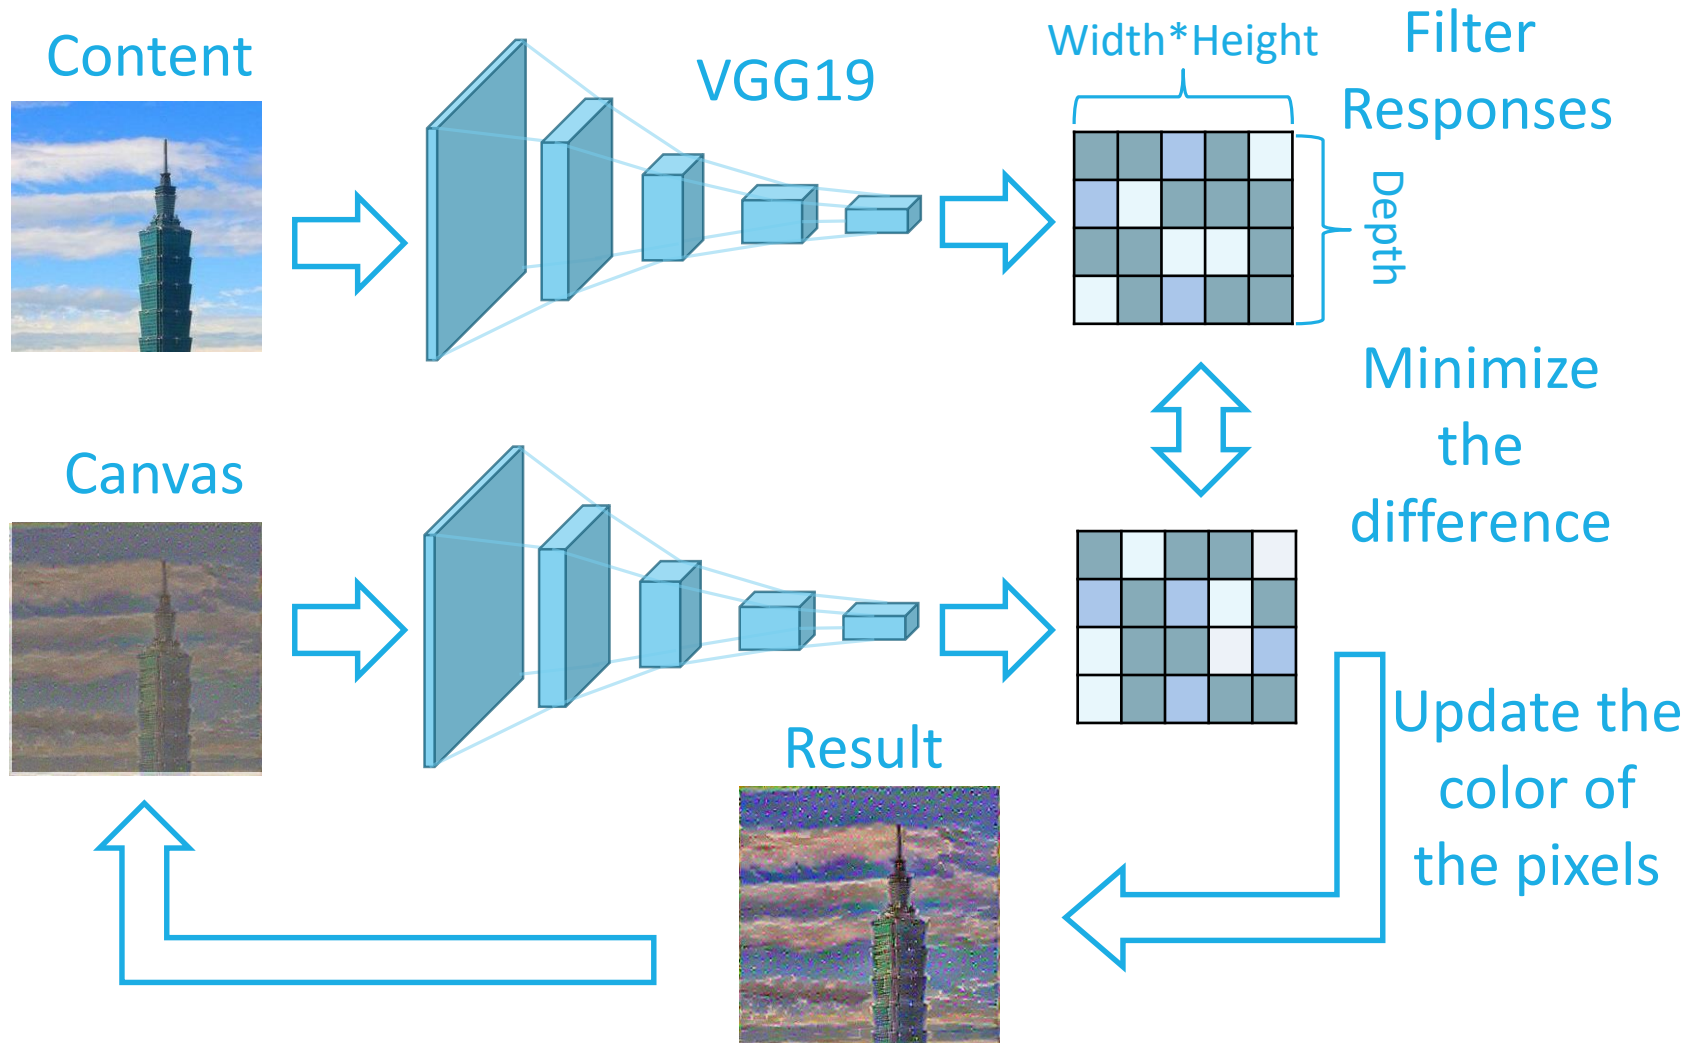 Content
VGG19
Width*Height
Filter
Responses
Depth
Minimize
the
difference
Canvas
Result
Update the
color of
the pixels